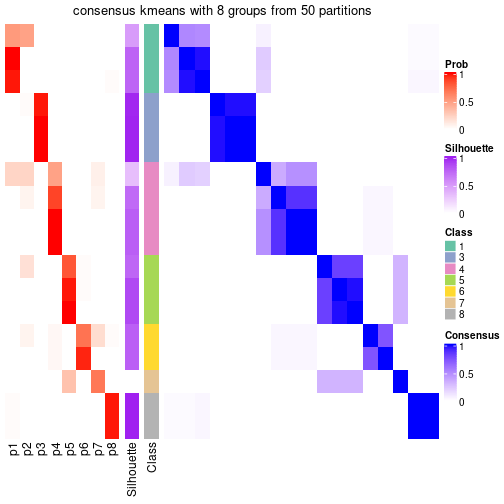 consensus kmeans with 8 groups from 50 partitions
Prob
1
0.5
0
Silhouette
1
0.5
0
Class
1
3
4
5
6
7
8
Consensus
1
0.5
0
p1
p2
p3
p4
p5
p6
p7
p8
Silhouette
Class